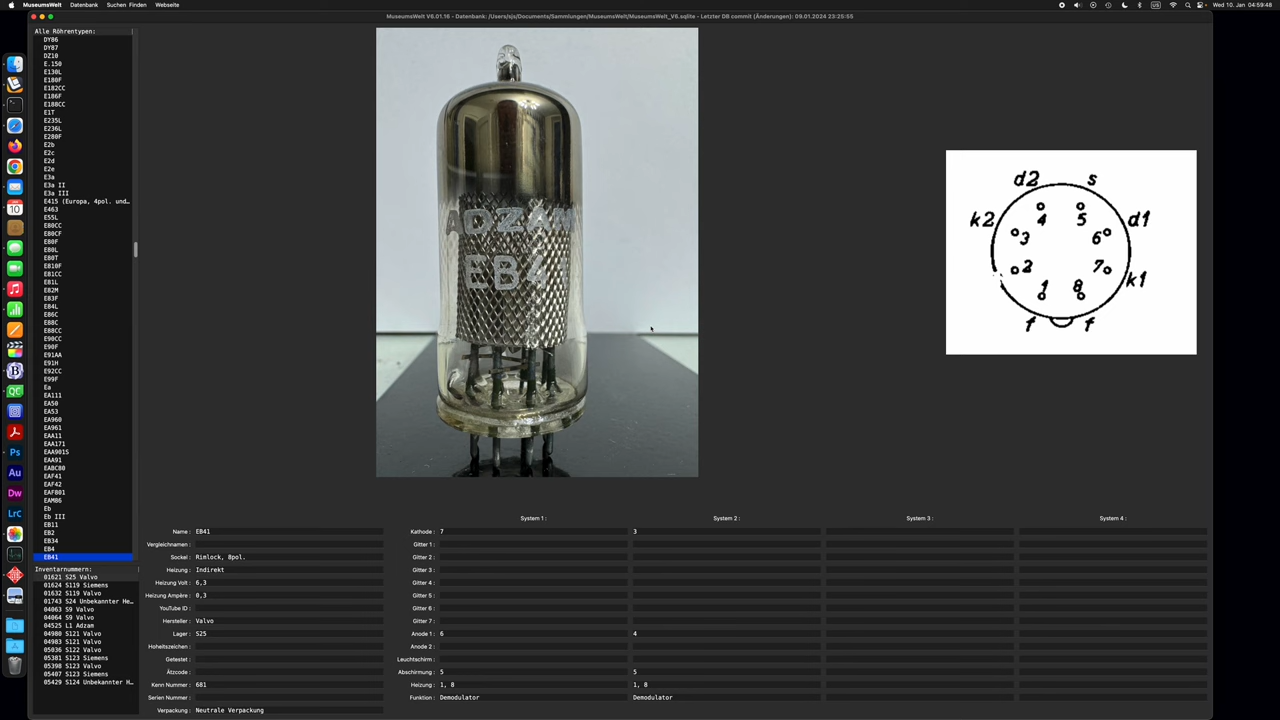 MuseumsWelt Datenbank Suchen Finden Webseite
US Wed 10. Jan. 04:59:48
MuseumsWelt V6.01.16 - Datenbank: /Users/sjs/Documents/Sammlungen/MuseumsWelt/MuseumsWelt_V6.sqlite - Letzter DB commit (Änderungen): 09.01.2024 23:25:55
Alle Röhrentypen:
DY86
DY87
DZ10
E.150
E130L
E180F
E182CC
E186F
E188CC
E1T
E235L
E236L
E280F
E2b
E2c
E2d
E2e
E3a
E3a II
E3a III
E415 (Europa, 4pol. und…
E463
E55L
E80CC
E80CF
E80F
E80L
E80T
E810F
E81CC
E81L
E82M
E83F
E84L
E86C
E88C
E88CC
E90CC
E90F
E91AA
E91H
E92CC
E99F
Ea
EA111
EA50
EA53
EA960
EA961
EAA11
EAA171
EAA901S
EAA91
EABC80
EAF41
EAF42
EAF801
EAM86
Eb
Eb III
EB11
EB2
EB34
EB4
EB41
Inventarnummern:
01621 S25 Valvo
01624 S119 Siemens
01632 S119 Valvo
01743 S24 Unbekannter He…
04063 S9 Valvo
04064 S9 Valvo
04525 L1 Adzam
04980 S121 Valvo
04983 S121 Valvo
05036 S122 Valvo
05381 S123 Siemens
05398 S123 Valvo
05407 S123 Siemens
05429 S124 Unbekannter H…
ADZAM
EB41
d2 s
k2 4 5 d1
3 6
2 7
1 8 k1
f f
System 1 : System 2 : System 3 : System 4 :
Name : EB41 Kathode : 7 3
Vergleichnamen : Gitter 1 :
Sockel : Rimlock, 8pol. Gitter 2 :
Heizung : Indirekt Gitter 3 :
Heizung Volt : 6,3 Gitter 4 :
Heizung Ampère : 0,3 Gitter 5 :
YouTube ID : Gitter 6 :
Hersteller : Valvo Gitter 7 :
Lager : S25 Anode 1 : 6 4
Hoheitszeichen : Anode 2 :
Getestet : Leuchtschirm :
Ätzcode : Abschirmung : 5 5
Kenn Nummer : 681 Heizung : 1, 8 1, 8
Serien Nummer : Funktion : Demodulator Demodulator
Verpackung : Neutrale Verpackung